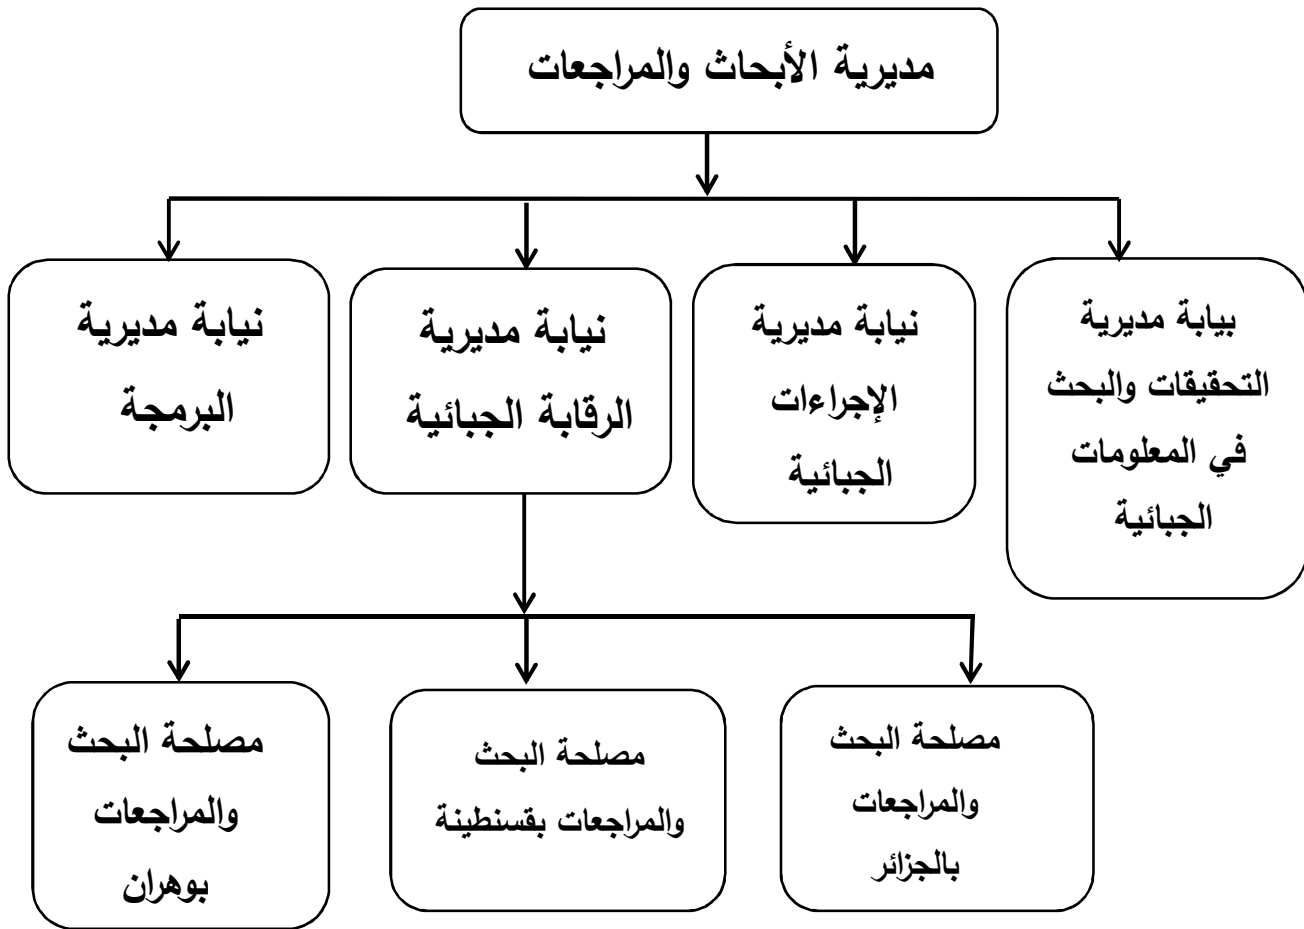 مديرية الأبحاث والمراجعات
بيابة مديرية
التحقيقات والبحث
في المعلومات
الجبائية
نيابة مديرية
الإجراءات
الجبائية
نيابة مديرية
الرقابة الجبائية
نيابة مديرية
البرمجة
مصلحة البحث
والمراجعات
بالجزائر
مصلحة البحث
والمراجعات بقسنطينة
مصلحة البحث
والمراجعات
بوهران